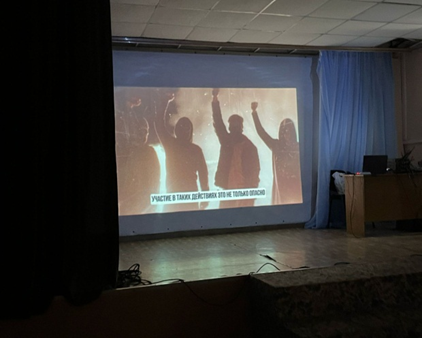 УЧАСТИЕ В ТАКИХ ДЕЙСТВИЯХ ЭТО НЕ ТОЛЬКО ОПАСНО